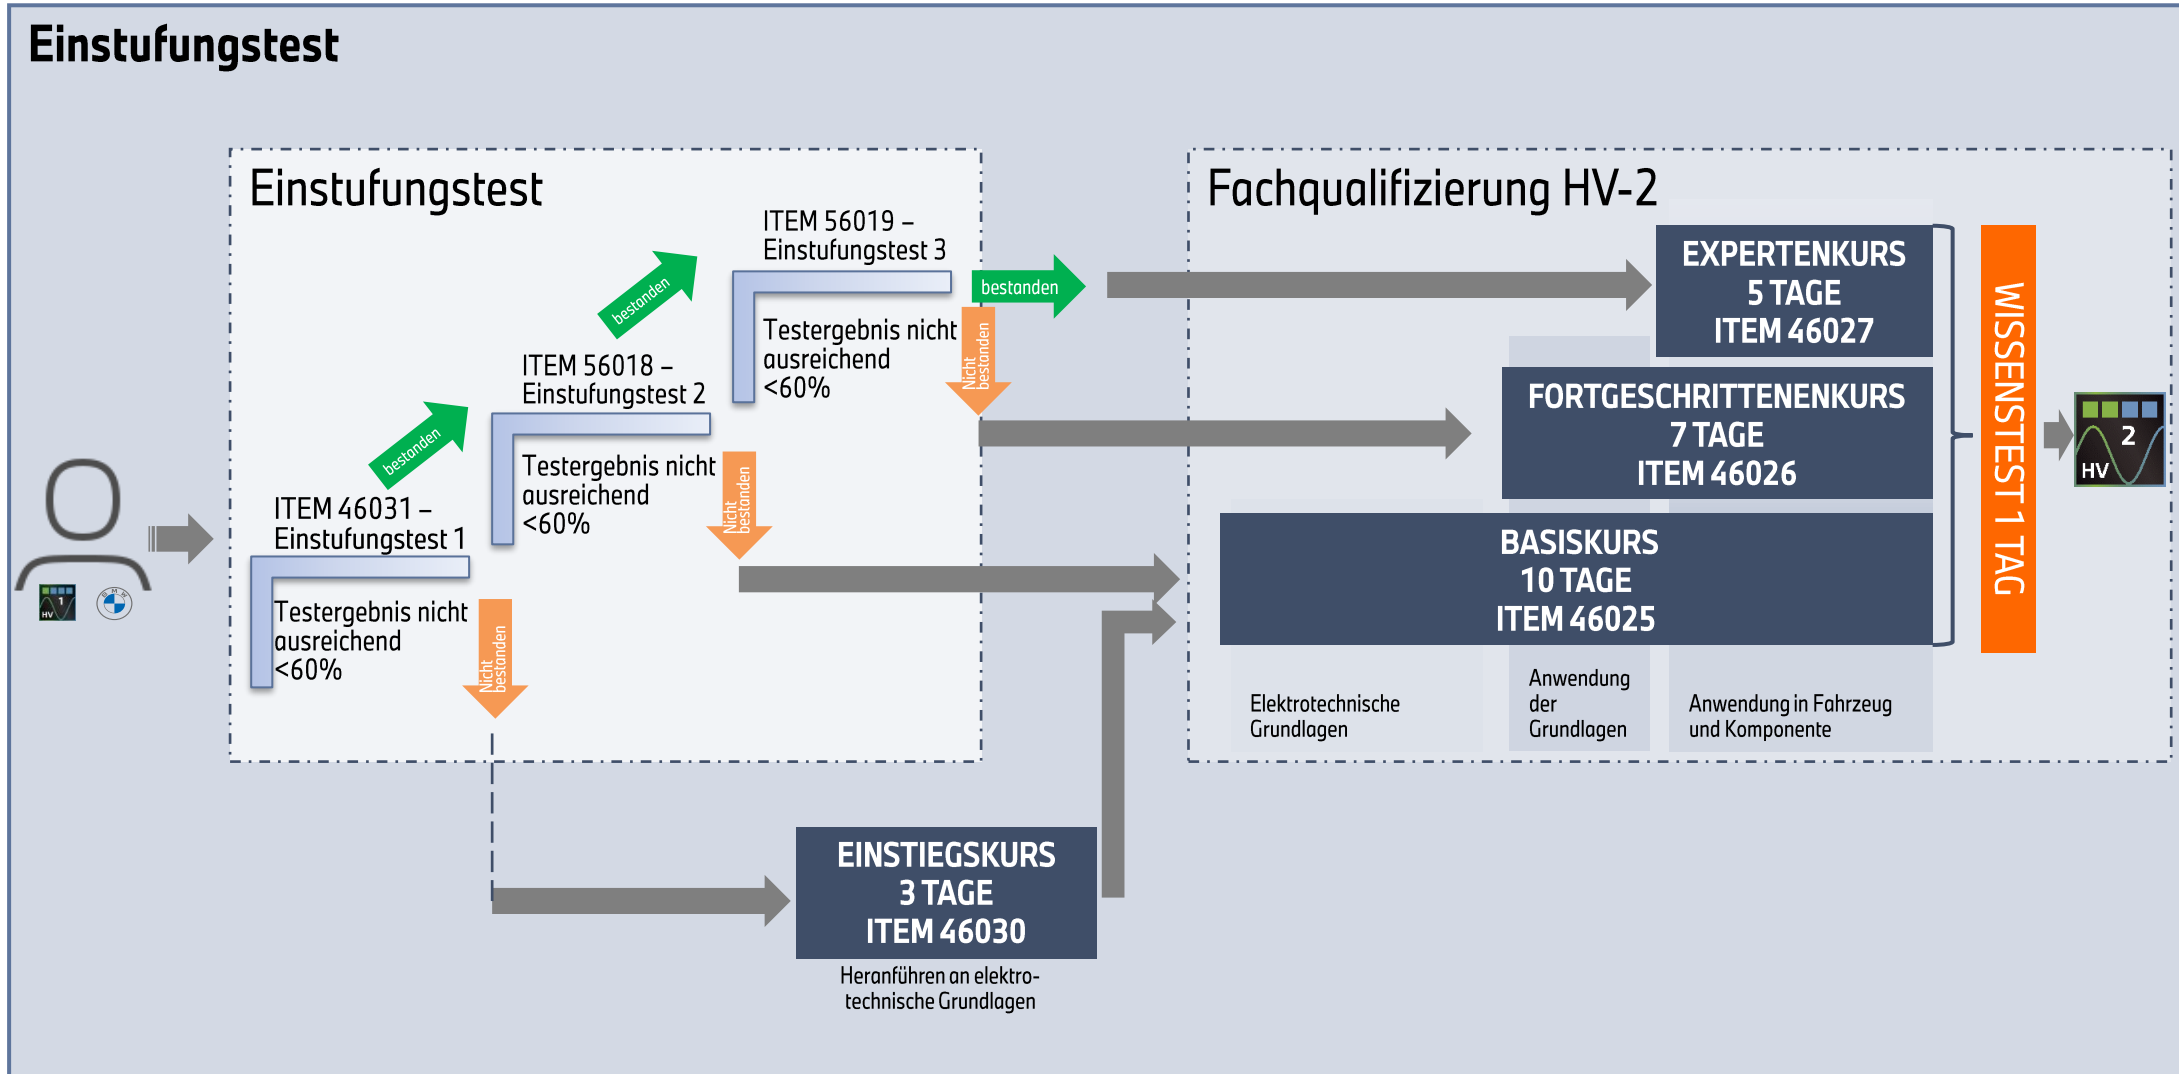 Einstufungstest
Einstufungstest
ITEM 56019 –
Einstufungstest 3
bestanden
Testergebnis nicht
ausreichend
<60%
Nicht
bestanden
bestanden
ITEM 56018 –
Einstufungstest 2
Testergebnis nicht
ausreichend
<60%
Nicht
bestanden
bestanden
ITEM 46031 –
Einstufungstest 1
Testergebnis nicht
ausreichend
<60%
Nicht
bestanden
1
HV
BMW
Fachqualifizierung HV-2
EXPERTENKURS
5 TAGE
ITEM 46027
FORTGESCHRITTENENKURS
7 TAGE
ITEM 46026
BASISKURS
10 TAGE
ITEM 46025
Elektrotechnische
Grundlagen
Anwendung
der
Grundlagen
Anwendung in Fahrzeug
und Komponente
WISSENSTEST 1 TAG
2
HV
EINSTIEGSKURS
3 TAGE
ITEM 46030
Heranführen an elektro-
technische Grundlagen